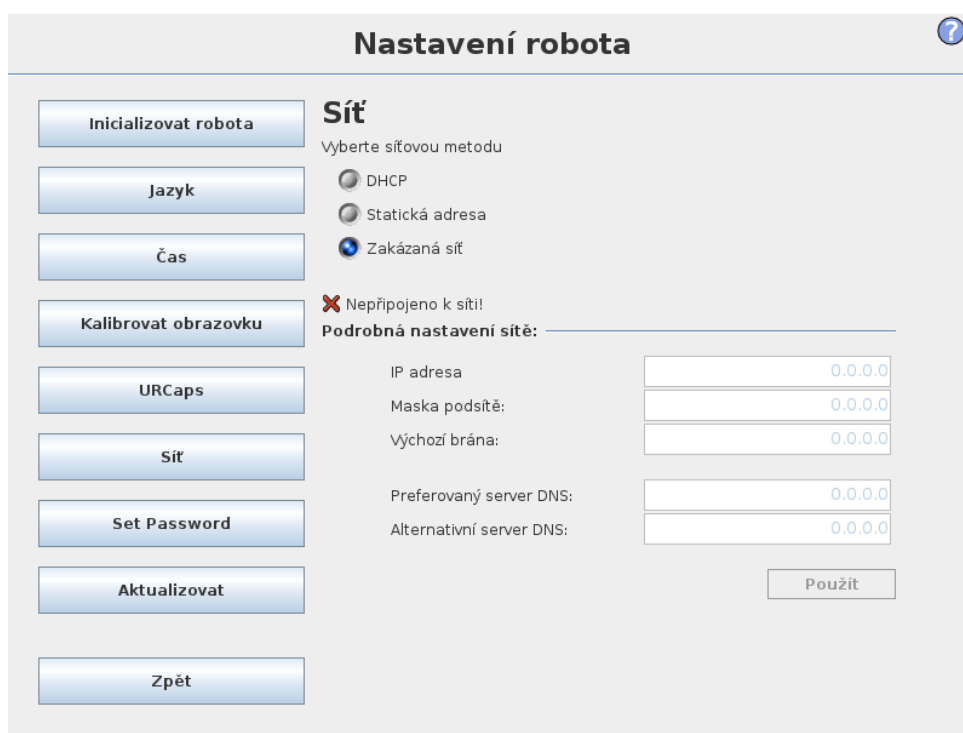 Nastavení robota
?
Inicializovat robota
Jazyk
Čas
Kalibrovat obrazovku
URCaps
Síť
Set Password
Aktualizovat
Zpět
Síť
Vyberte síťovou metodu
DHCP
Statická adresa
Zakázaná síť
Nepřipojeno k síti!
Podrobná nastavení sítě:
IP adresa 0.0.0.0
Maska podsítě: 0.0.0.0
Výchozí brána: 0.0.0.0
Preferovaný server DNS: 0.0.0.0
Alternativní server DNS: 0.0.0.0
Použít